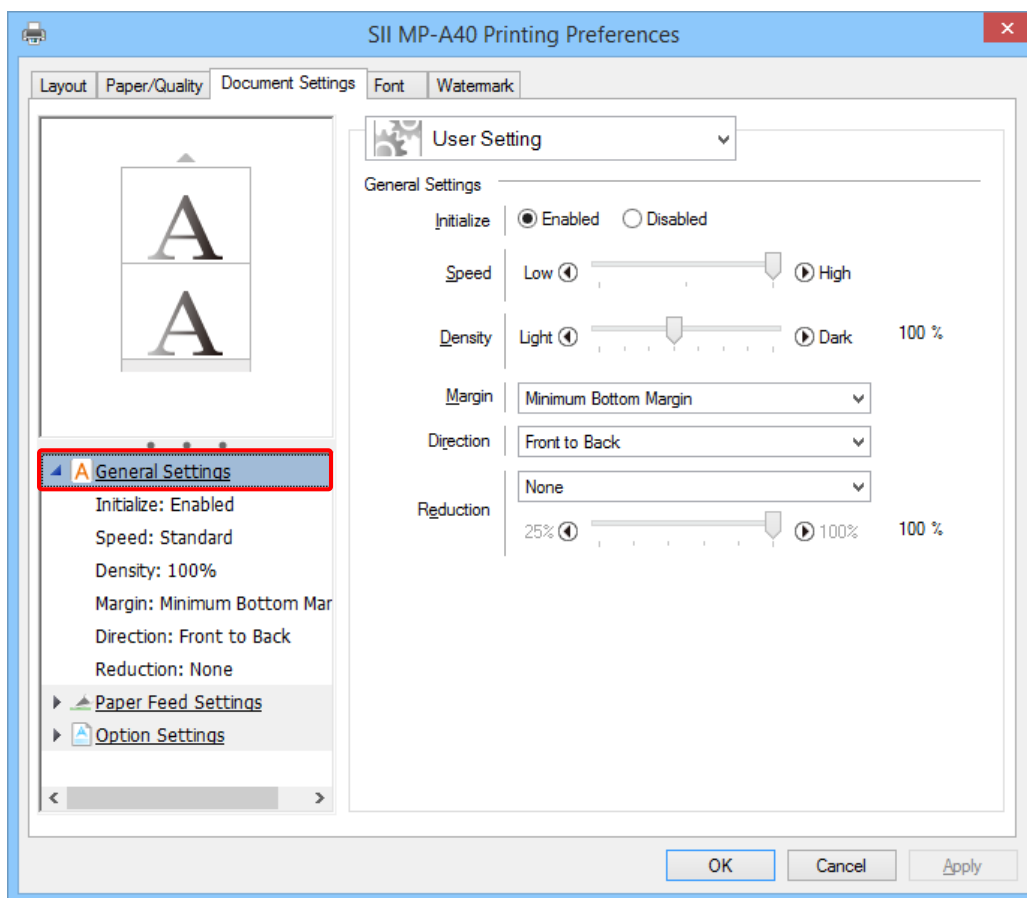 SII MP-A40 Printing Preferences
Layout Paper/Quality Document Settings Font Watermark
A
A
User Setting
General Settings
Initialize Enabled Disabled
Speed Low High
Density Light Dark 100 %
Margin Minimum Bottom Margin
Direction Front to Back
Reduction None
25% 100% 100 %
A General Settings
Initialize: Enabled
Speed: Standard
Density: 100%
Margin: Minimum Bottom Mar
Direction: Front to Back
Reduction: None
Paper Feed Settings
A Option Settings
OK Cancel Apply